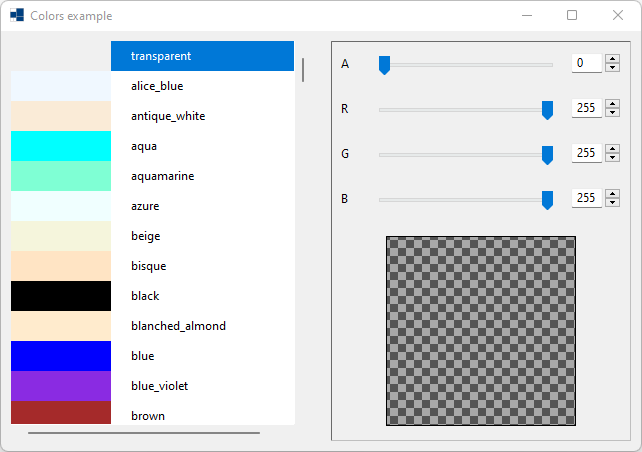 Colors example
transparent
alice_blue
antique_white
aqua
aquamarine
azure
beige
bisque
black
blanched_almond
blue
blue_violet
brown
A 0
R 255
G 255
B 255